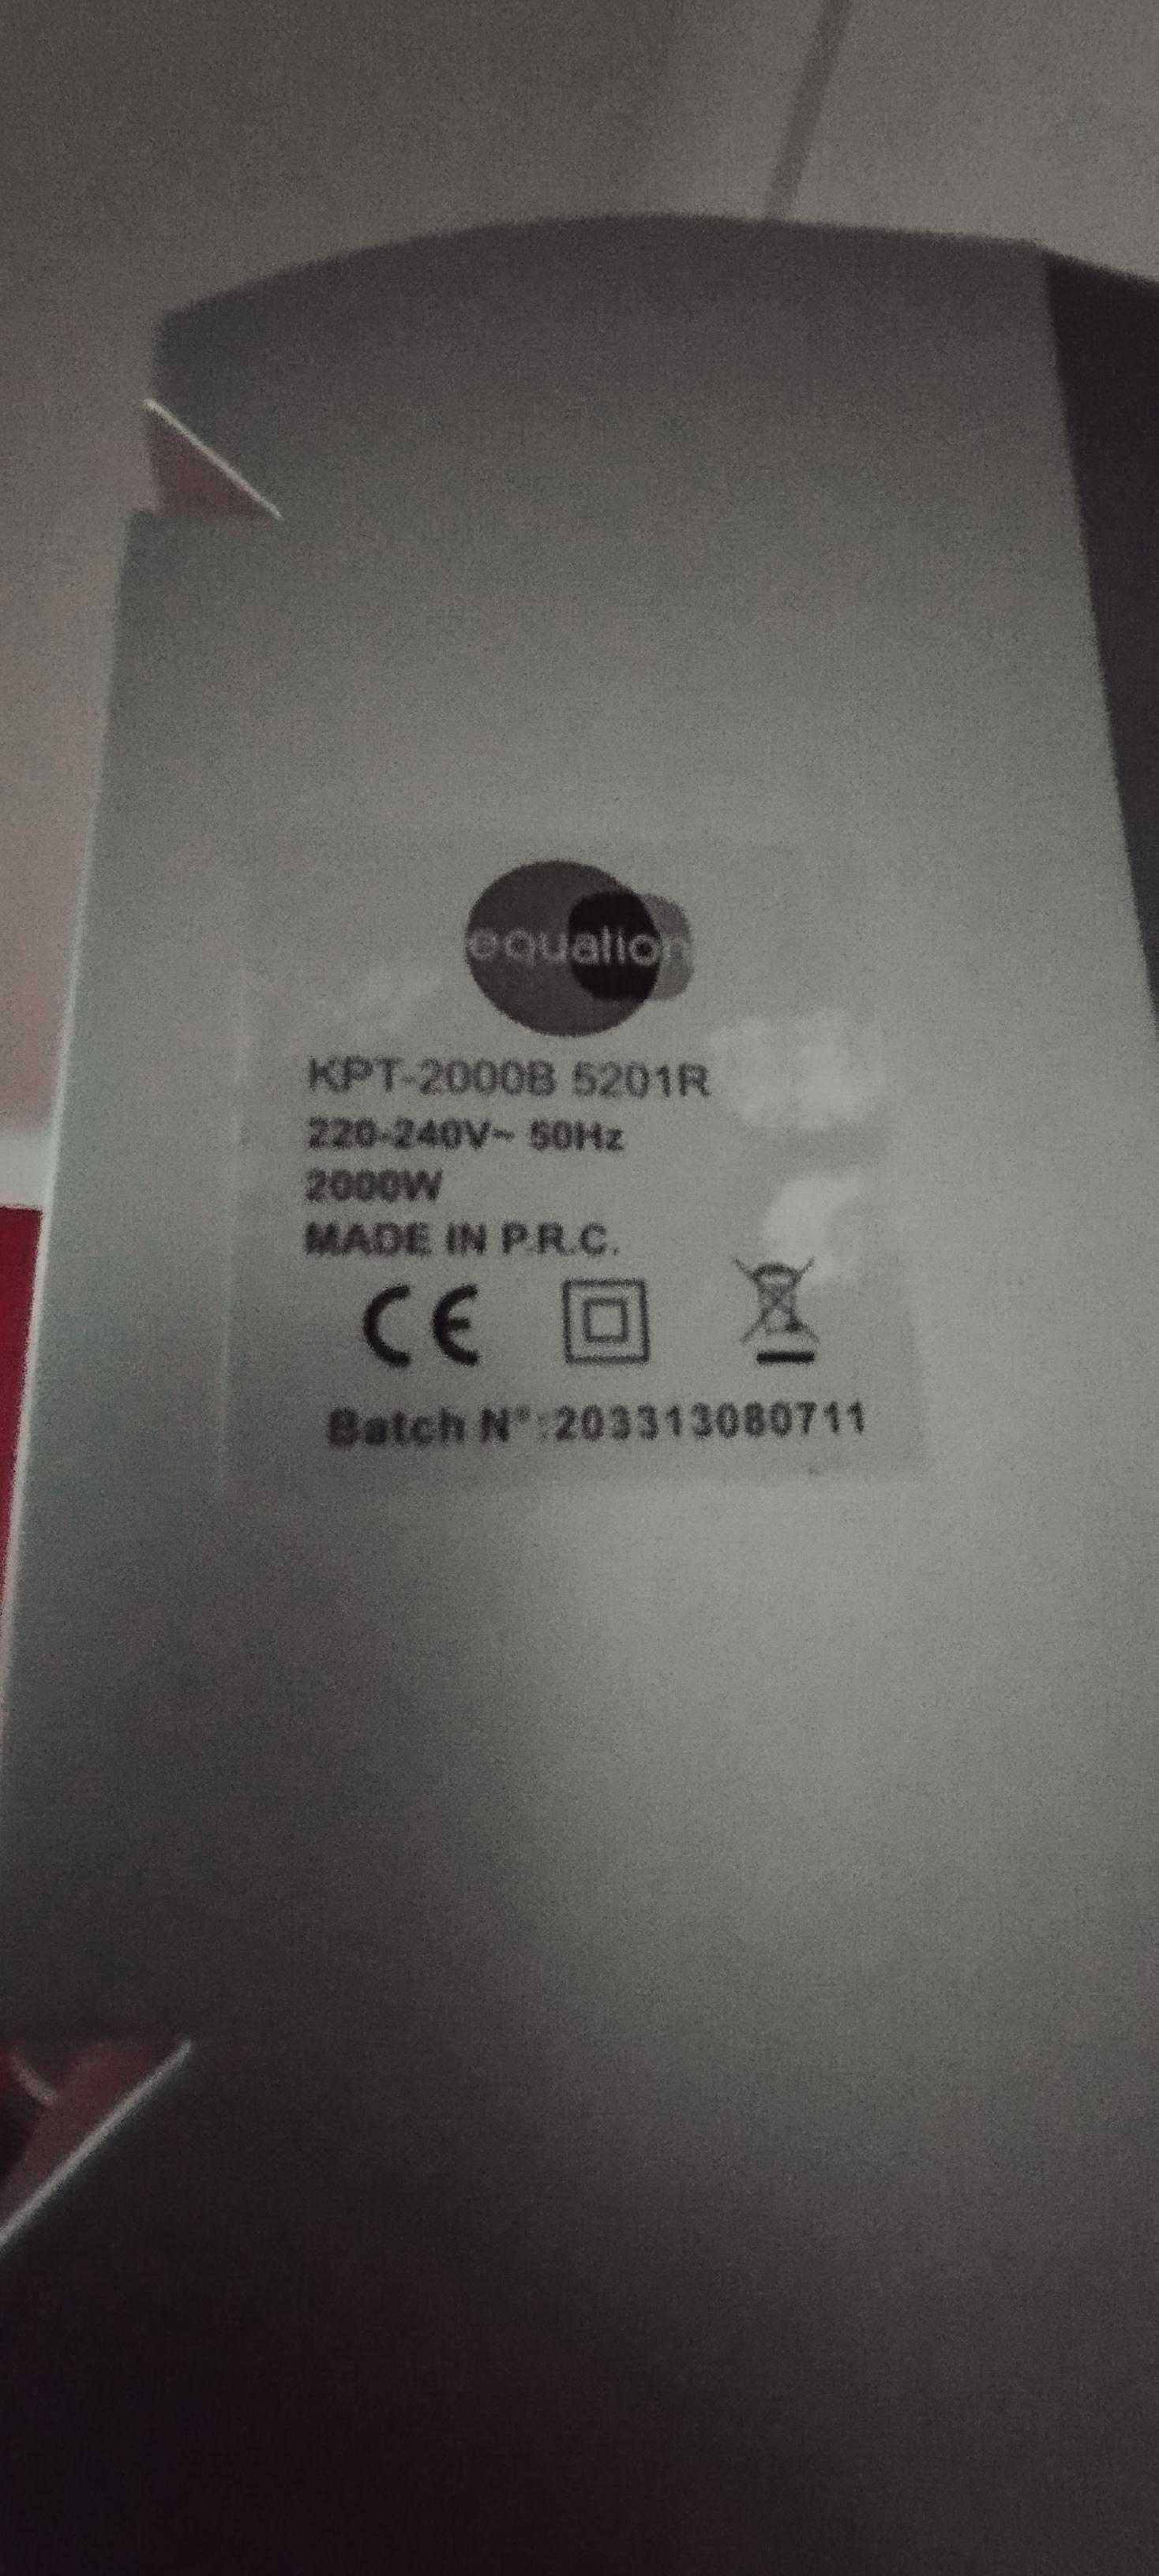 equation
KPT-2000B 5201R
220-240V~ 50Hz
2000W
MADE IN P.R.C.
CE
Batch N°:203313080711